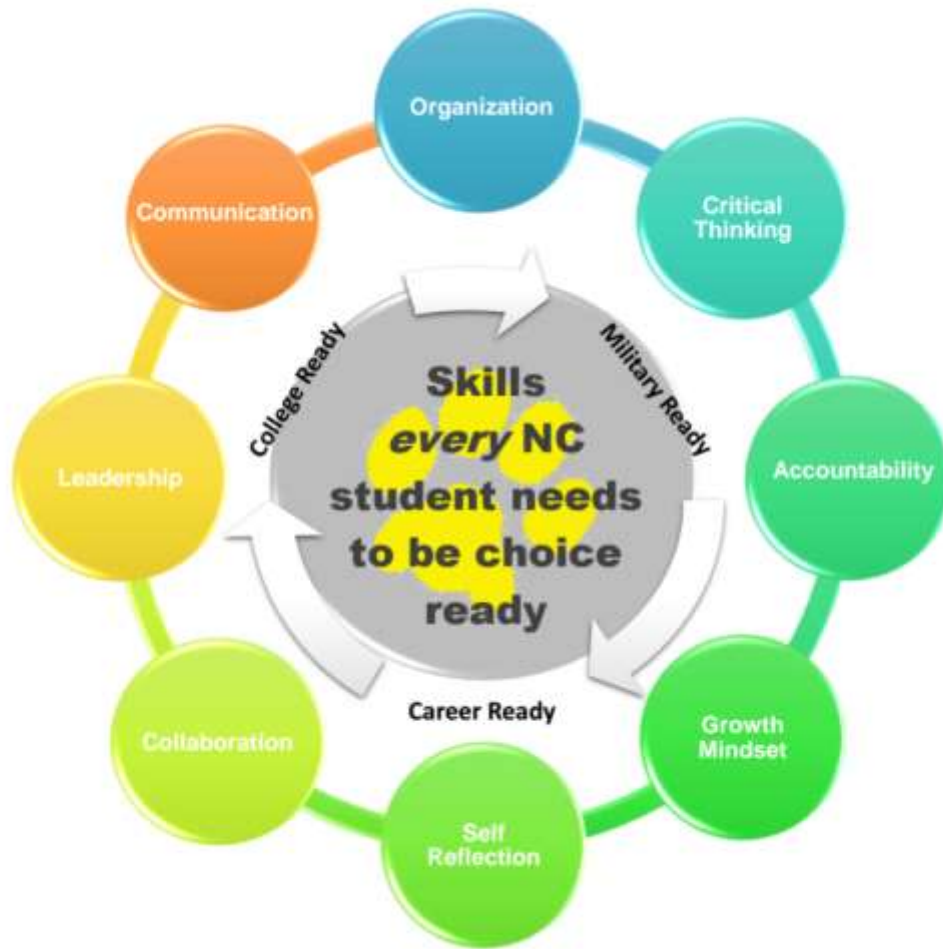 Organization
Critical
Thinking
Accountability
Growth
Mindset
Self
Reflection
Collaboration
Leadership
Communication
College Ready
Military Ready
Career Ready
Skills
every NC
student needs
to be choice
ready